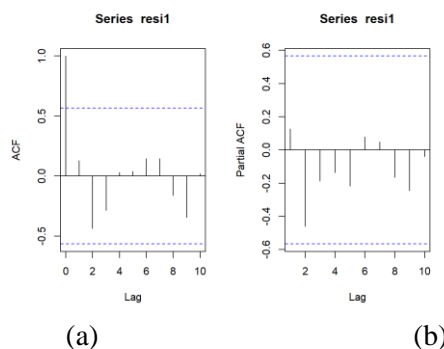 Series resi1
ACF
1.0
0.5
0.0
-0.5
0 2 4 6 8 10
Lag
(a)
Series resi1
Partial ACF
0.6
0.4
0.2
0.0
-0.2
-0.4
-0.6
2 4 6 8 10
Lag
(b)